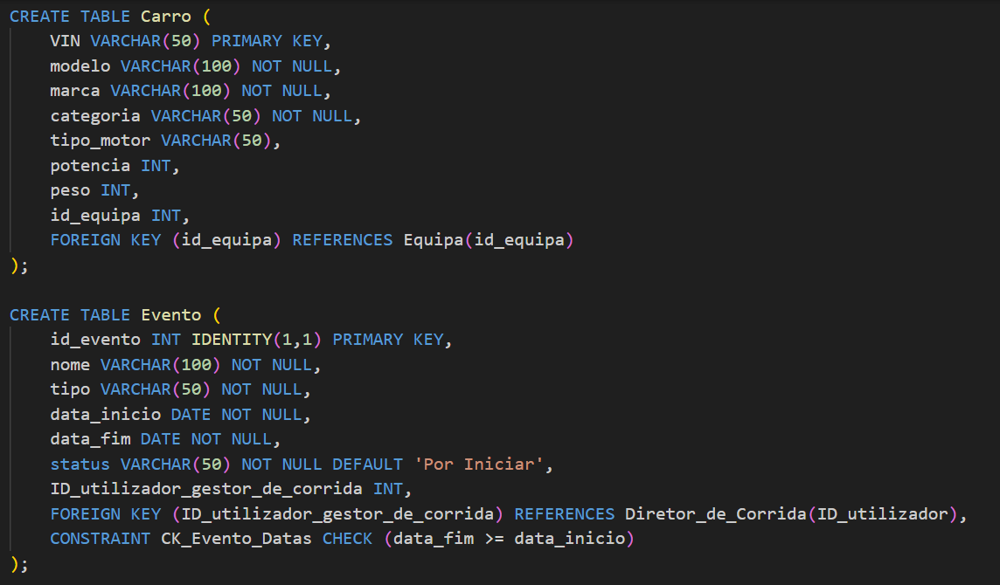 CREATE TABLE Carro (
    VIN VARCHAR(50) PRIMARY KEY,
    modelo VARCHAR(100) NOT NULL,
    marca VARCHAR(100) NOT NULL,
    categoria VARCHAR(50) NOT NULL,
    tipo_motor VARCHAR(50),
    potencia INT,
    peso INT,
    id_equipa INT,
    FOREIGN KEY (id_equipa) REFERENCES Equipa(id_equipa)
);

CREATE TABLE Evento (
    id_evento INT IDENTITY(1,1) PRIMARY KEY,
    nome VARCHAR(100) NOT NULL,
    tipo VARCHAR(50) NOT NULL,
    data_inicio DATE NOT NULL,
    data_fim DATE NOT NULL,
    status VARCHAR(50) NOT NULL DEFAULT 'Por Iniciar',
    ID_utilizador_gestor_de_corrida INT,
    FOREIGN KEY (ID_utilizador_gestor_de_corrida) REFERENCES Diretor_de_Corrida(ID_utilizador),
    CONSTRAINT CK_Evento_Datas CHECK (data_fim >= data_inicio)
);